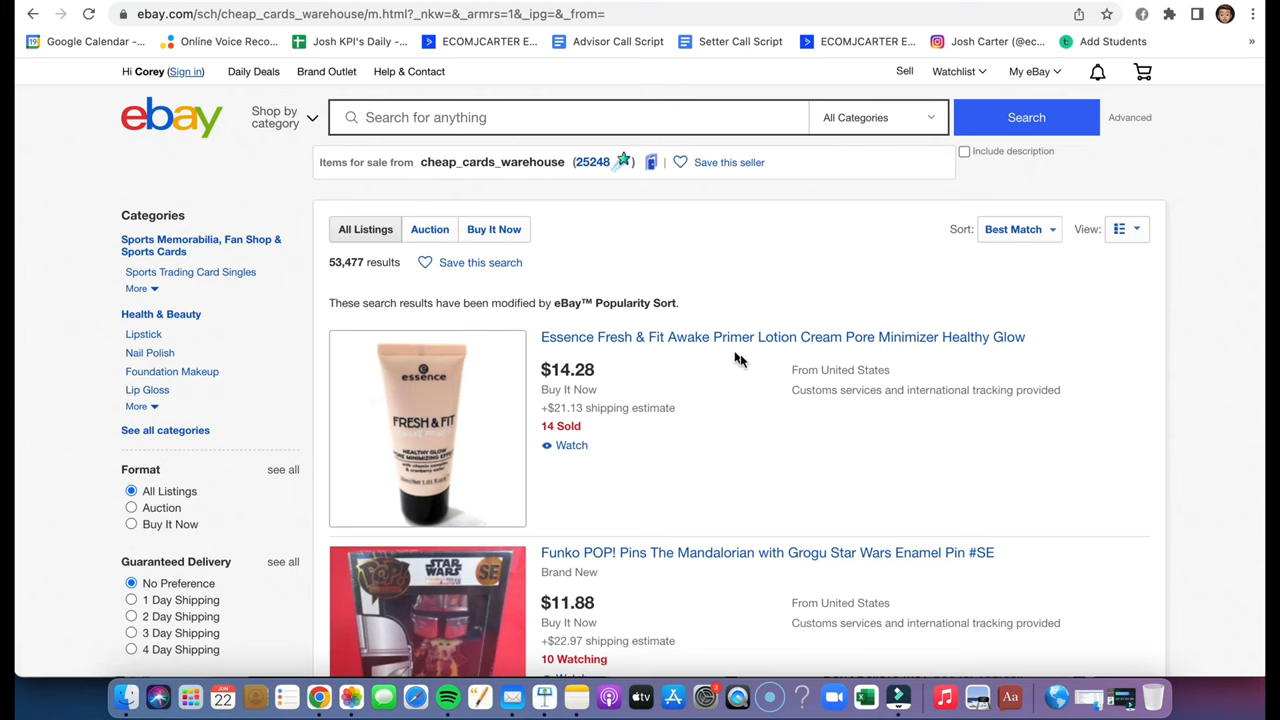 ebay.com/sch/cheap_cards_warehouse/m.html?_nkw=&_armrs=1&_ipg=&_from=
Google Calendar -... Online Voice Reco... Josh KPI's Daily -... ECOMJCARTER E... Advisor Call Script Setter Call Script ECOMJCARTER E... Josh Carter (@ec... Add Students »
Hi Corey (Sign in) Daily Deals Brand Outlet Help & Contact Sell Watchlist My eBay
ebay Shop by category Search for anything All Categories Search Advanced
Include description
Items for sale from cheap_cards_warehouse (25248 ) | Save this seller
Categories
Sports Memorabilia, Fan Shop & Sports Cards
Sports Trading Card Singles
More
Health & Beauty
Lipstick
Nail Polish
Foundation Makeup
Lip Gloss
More
See all categories
Format see all
All Listings
Auction
Buy It Now
Guaranteed Delivery see all
No Preference
1 Day Shipping
2 Day Shipping
3 Day Shipping
4 Day Shipping
All Listings Auction Buy It Now Sort: Best Match View:
53,477 results Save this search
These search results have been modified by eBay™ Popularity Sort.
essence
FRESH & FIT
HEALTHY GLOW
Essence Fresh & Fit Awake Primer Lotion Cream Pore Minimizer Healthy Glow
$14.28 From United States
Buy It Now Customs services and international tracking provided
+$21.13 shipping estimate
14 Sold
Watch
POP!
STAR
WARS
SE
Funko POP! Pins The Mandalorian with Grogu Star Wars Enamel Pin #SE
Brand New
$11.88 From United States
Buy It Now Customs services and international tracking provided
+$22.97 shipping estimate
10 Watching
JUN
22
tv
3
Aa